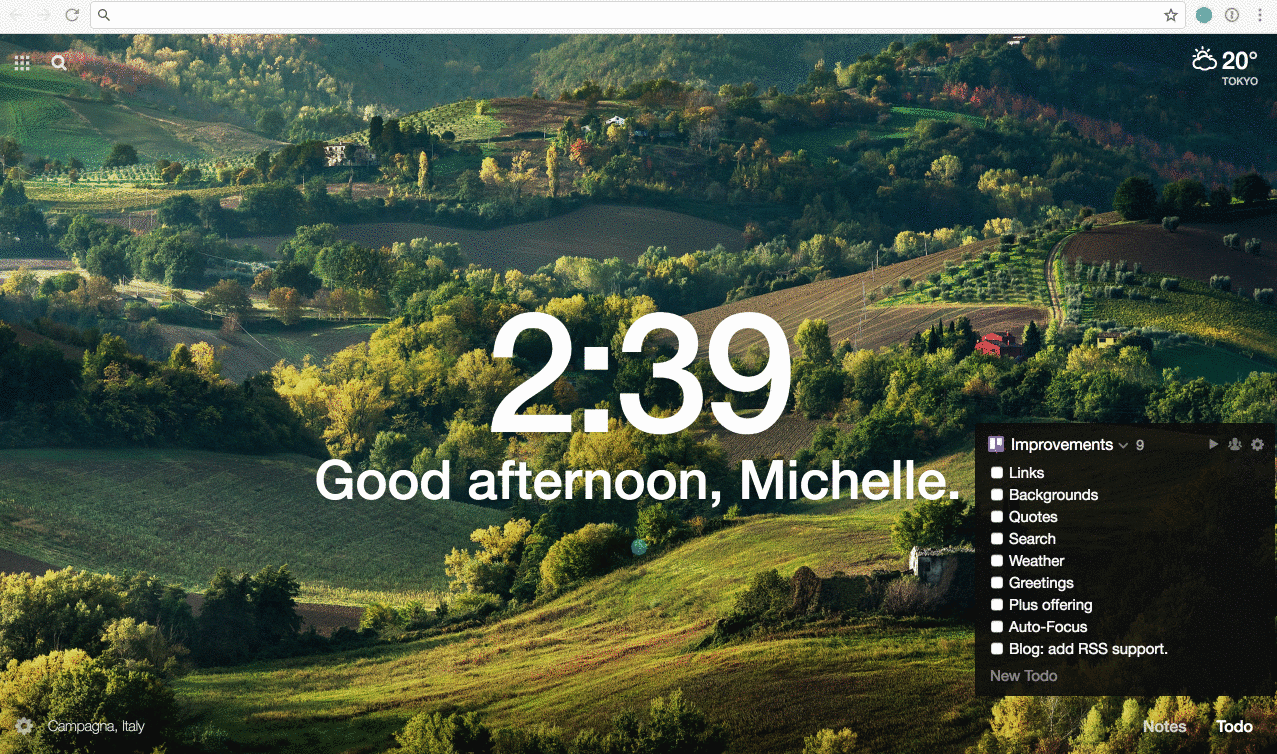 20°
TOKYO
2:39
Good afternoon, Michelle.
Improvements 9
Links
Backgrounds
Quotes
Search
Weather
Greetings
Plus offering
Auto-Focus
Blog: add RSS support.
New Todo
Campagna, Italy
Notes Todo